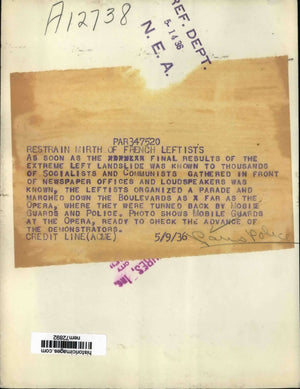 A12738
REF. DEPT.
5-14-36
N. E. A.
PAR347520
RESTRAIN MIRTH OF FRENCH LEFTISTS
AS SOON AS THE FINAL RESULTS OF THE
EXTREME LEFT LANDSLIDE WAS KNOWN TO THOUSANDS
OF SOCIALISTS AND COMMUNISTS GATHERED IN FRONT
OF NEWSPAPER OFFICES AND LOUDSPEAKERS WAS
KNOWN, THE LEFTISTS ORGANIZED A PARADE AND
MARCHED DOWN THE BOULEVARDS AS FAR AS THE
OPERA, WHERE THEY WERE TURNED BACK BY MOBILE
GUARDS AND POLICE. PHOTO SHOWS MOBILE GUARDS
AT THE OPERA, READY TO CHECK THE ADVANCE OF
THE DEMONSTRATORS.
CREDIT LINE(ACME) 5/9/36
historicimages.com
nem72892